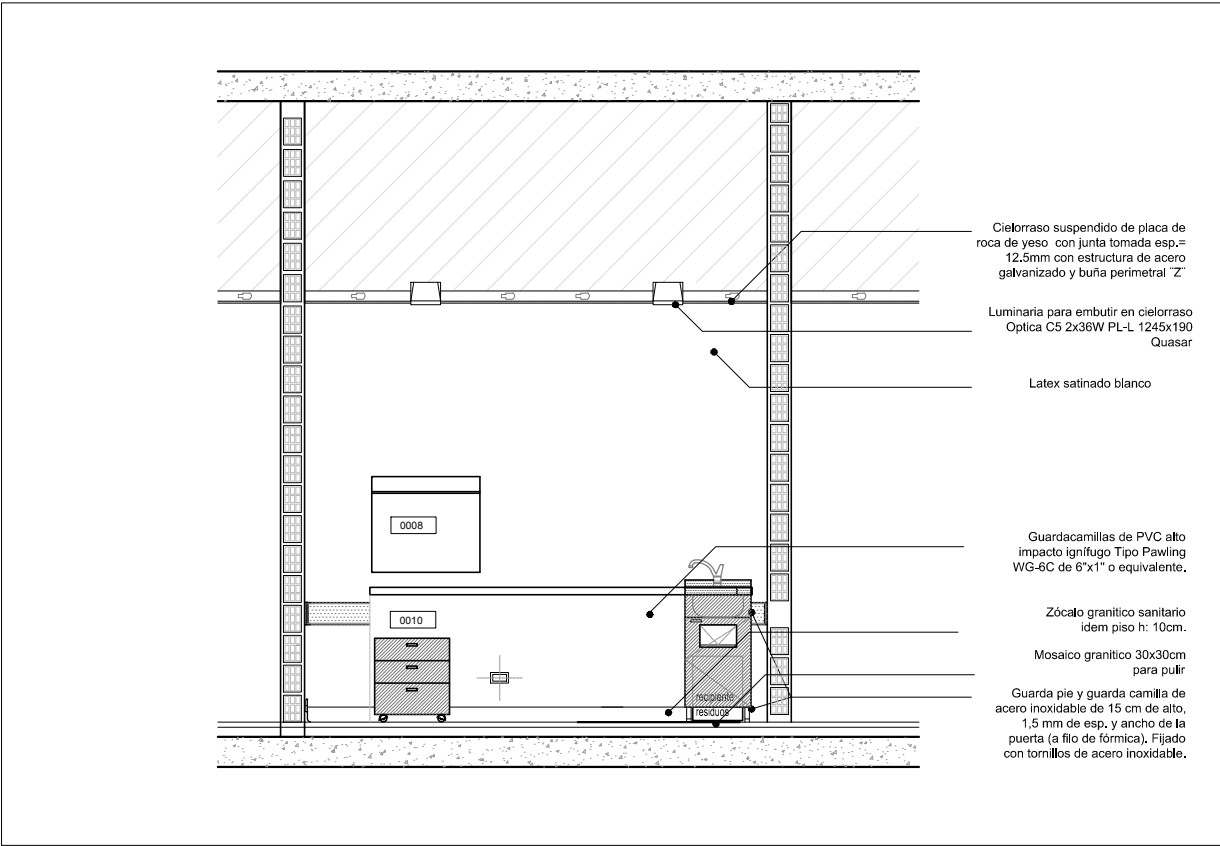 Cielorraso suspendido de placa de
roca de yeso con junta tomada esp.=
12.5mm con estructura de acero
galvanizado y buña perimetral ¨Z¨
Luminaria para embutir en cielorraso
Optica C5 2x36W PL-L 1245x190
Quasar
Latex satinado blanco
0008
Guardacamillas de PVC alto
impacto ignífugo Tipo Pawling
WG-6C de 6"x1" o equivalente.
0010
Zócalo granitico sanitario
idem piso h: 10cm.
Mosaico granitico 30x30cm
para pulir
recipiente
residuos
Guarda pie y guarda camilla de
acero inoxidable de 15 cm de alto,
1,5 mm de esp. y ancho de la
puerta (a filo de fórmica). Fijado
con tornillos de acero inoxidable.